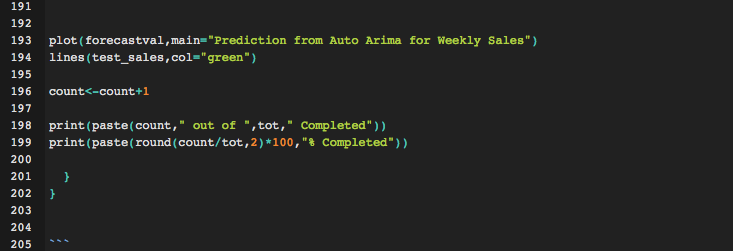 191
192
193 plot(forecastval,main="Prediction from Auto Arima for Weekly Sales")
194 lines(test_sales,col="green")
195
196 count<-count+1
197
198 print(paste(count," out of ",tot," Completed"))
199 print(paste(round(count/tot,2)*100,"% Completed"))
200
201   }
202 }
203
204
205 ```